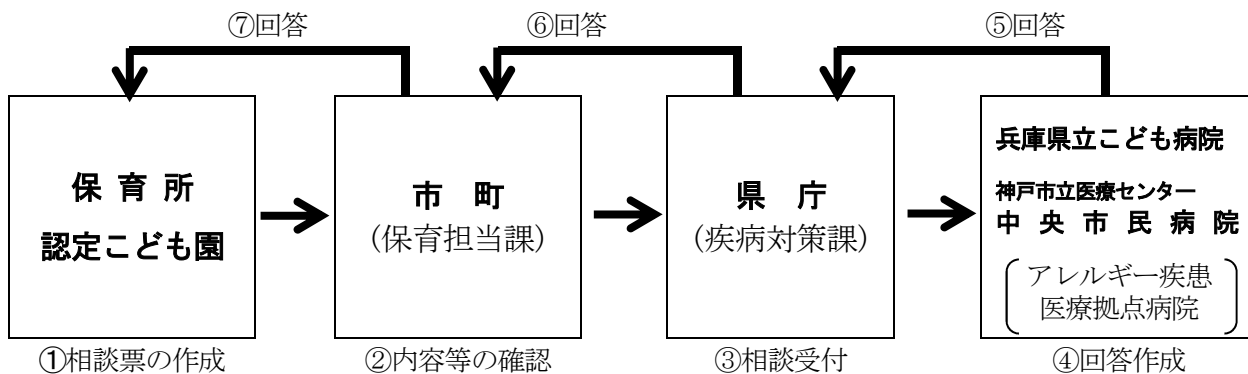 ⑦回答
⑥回答
⑤回答
保育所
認定こども園
市町
(保育担当課)
県庁
(疾病対策課)
兵庫県立こども病院
神戸市立医療センター
中央市民病院
アレルギー疾患
医療拠点病院
①相談票の作成
②内容等の確認
③相談受付
④回答作成